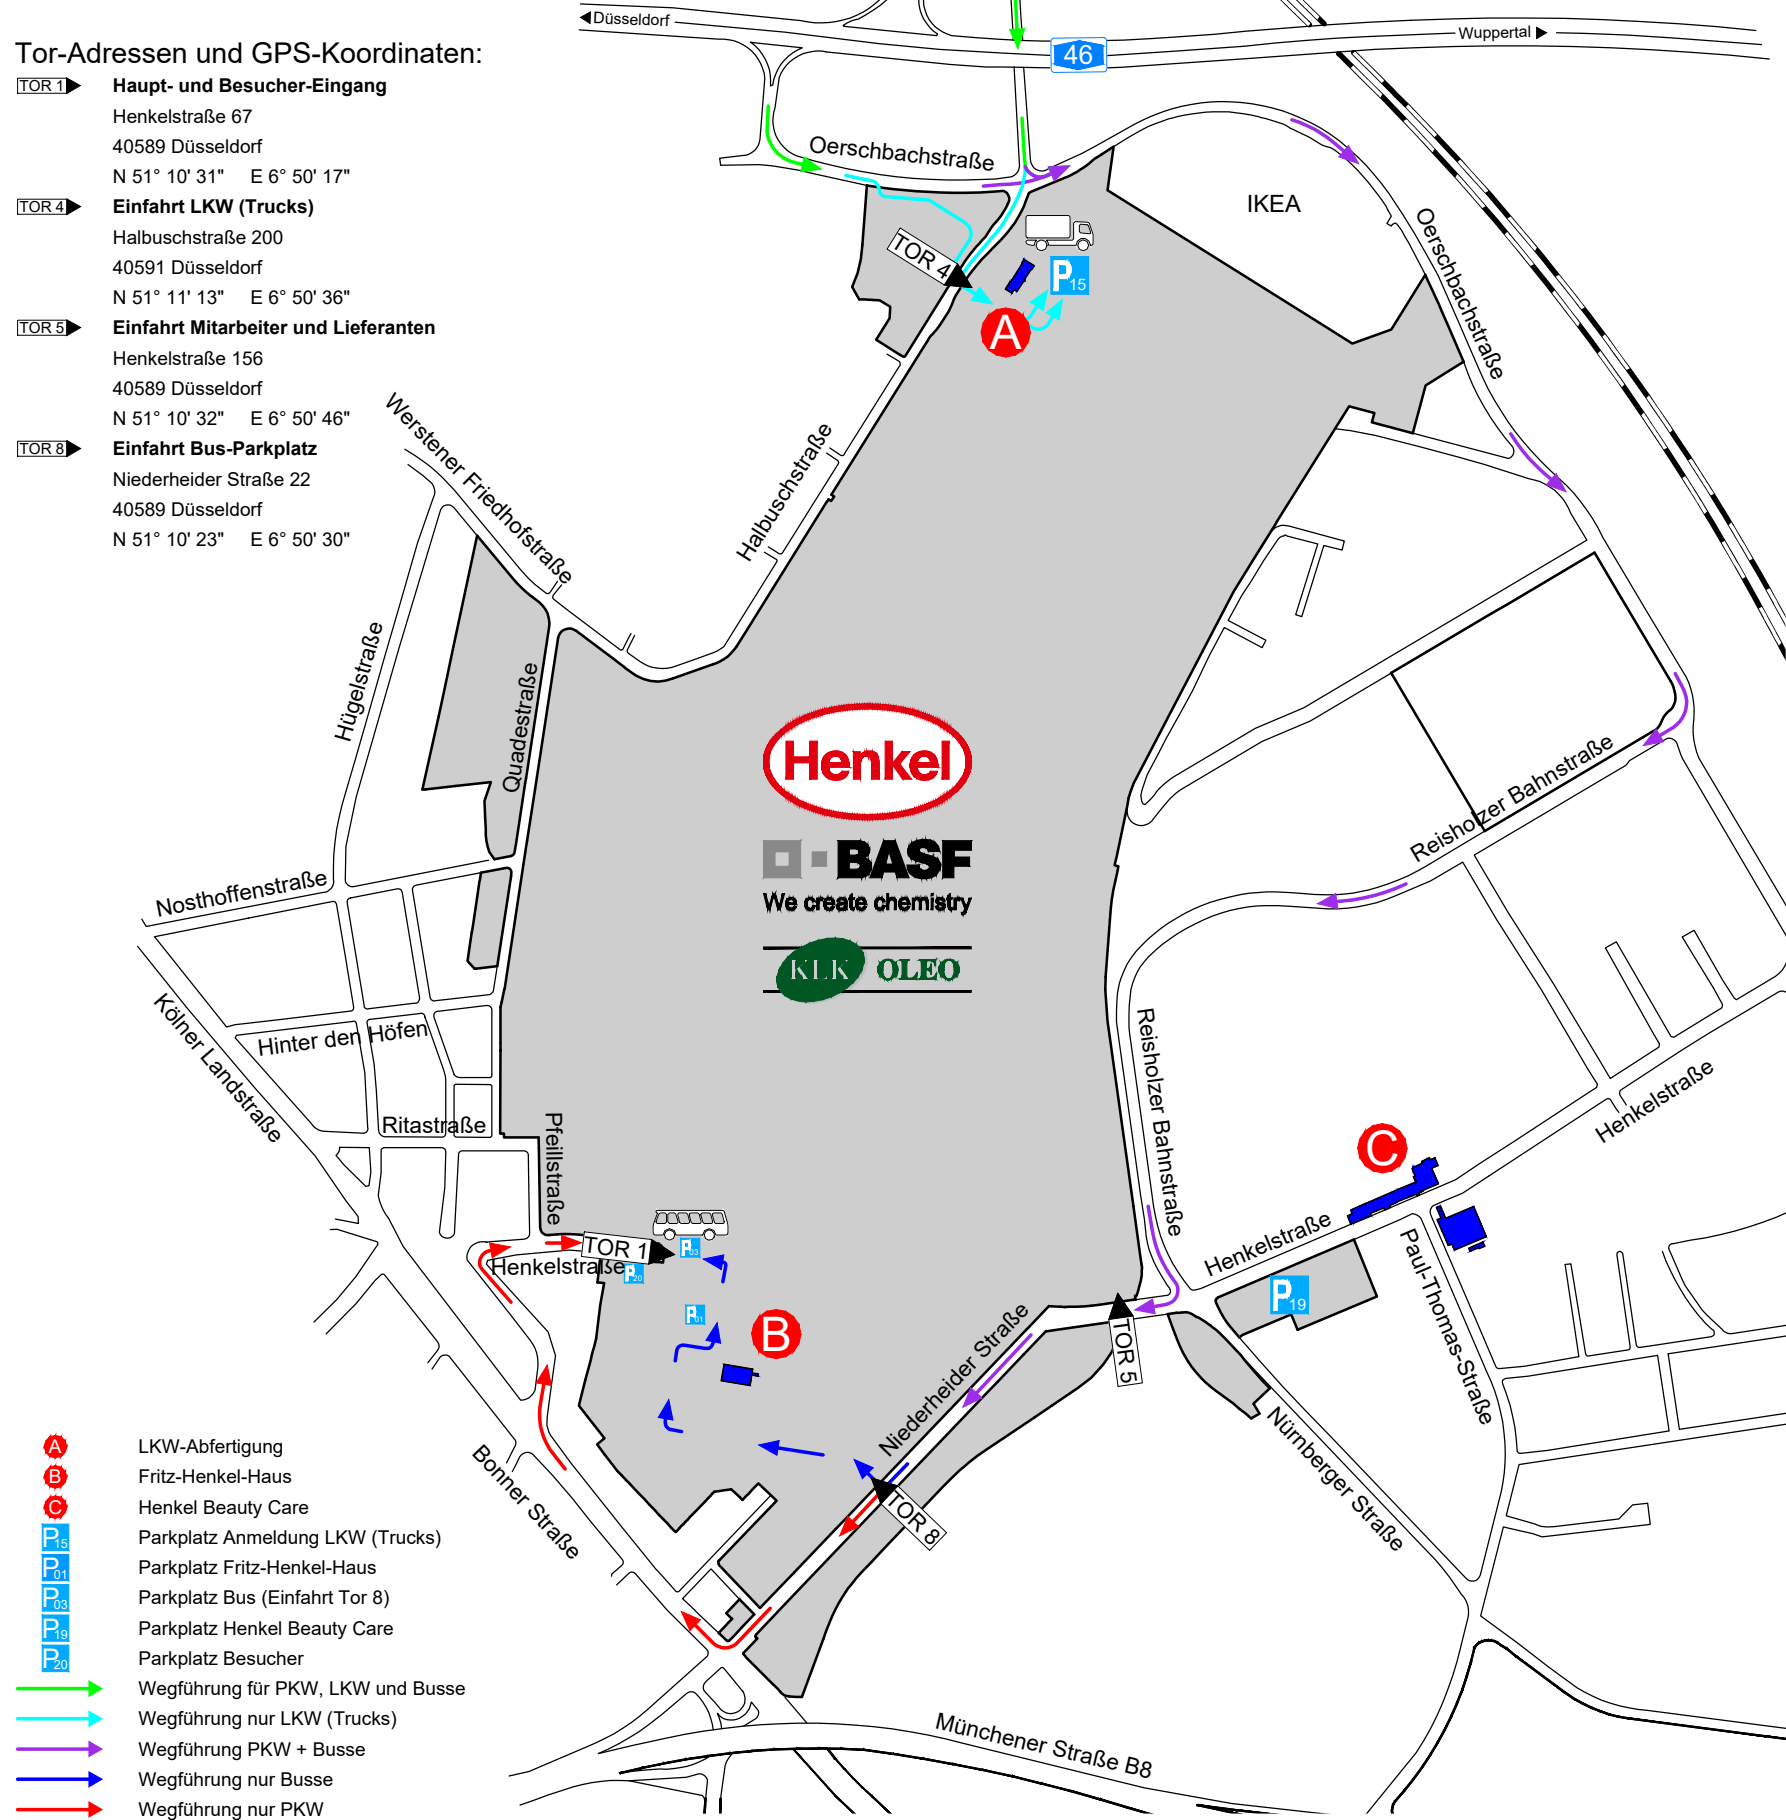 Düsseldorf
46
Wuppertal
Tor-Adressen und GPS-Koordinaten:
TOR 1 Haupt- und Besucher-Eingang
Henkelstraße 67
40589 Düsseldorf
N 51° 10' 31" E 6° 50' 17"
TOR 4 Einfahrt LKW (Trucks)
Halbuschstraße 200
40591 Düsseldorf
N 51° 11' 13" E 6° 50' 36"
TOR 5 Einfahrt Mitarbeiter und Lieferanten
Henkelstraße 156
40589 Düsseldorf
N 51° 10' 32" E 6° 50' 46"
TOR 8 Einfahrt Bus-Parkplatz
Niederheider Straße 22
40589 Düsseldorf
N 51° 10' 23" E 6° 50' 30"
Oerschbachstraße
IKEA
Oerschbachstraße
TOR 4
P15
A
Werstener Friedhofstraße
Halbuschstraße
Hügelstraße
Quadestraße
Henkel
BASF
We create chemistry
KLK OLEO
Reisholzer Bahnstraße
Nosthoffenstraße
Kölner Landstraße
Hinter den Höfen
Ritastraße
Pfeillstraße
Reisholzer Bahnstraße
Henkelstraße
C
Henkelstraße
Paul-Thomas-Straße
P19
TOR 1
P03
Henkelstraße
P20
P01
B
Niederheider Straße
TOR 5
Nürnberger Straße
TOR 8
Bonner Straße
Münchener Straße B8
A LKW-Abfertigung
B Fritz-Henkel-Haus
C Henkel Beauty Care
P15 Parkplatz Anmeldung LKW (Trucks)
P01 Parkplatz Fritz-Henkel-Haus
P03 Parkplatz Bus (Einfahrt Tor 8)
P19 Parkplatz Henkel Beauty Care
P20 Parkplatz Besucher
Wegführung für PKW, LKW und Busse
Wegführung nur LKW (Trucks)
Wegführung PKW + Busse
Wegführung nur Busse
Wegführung nur PKW